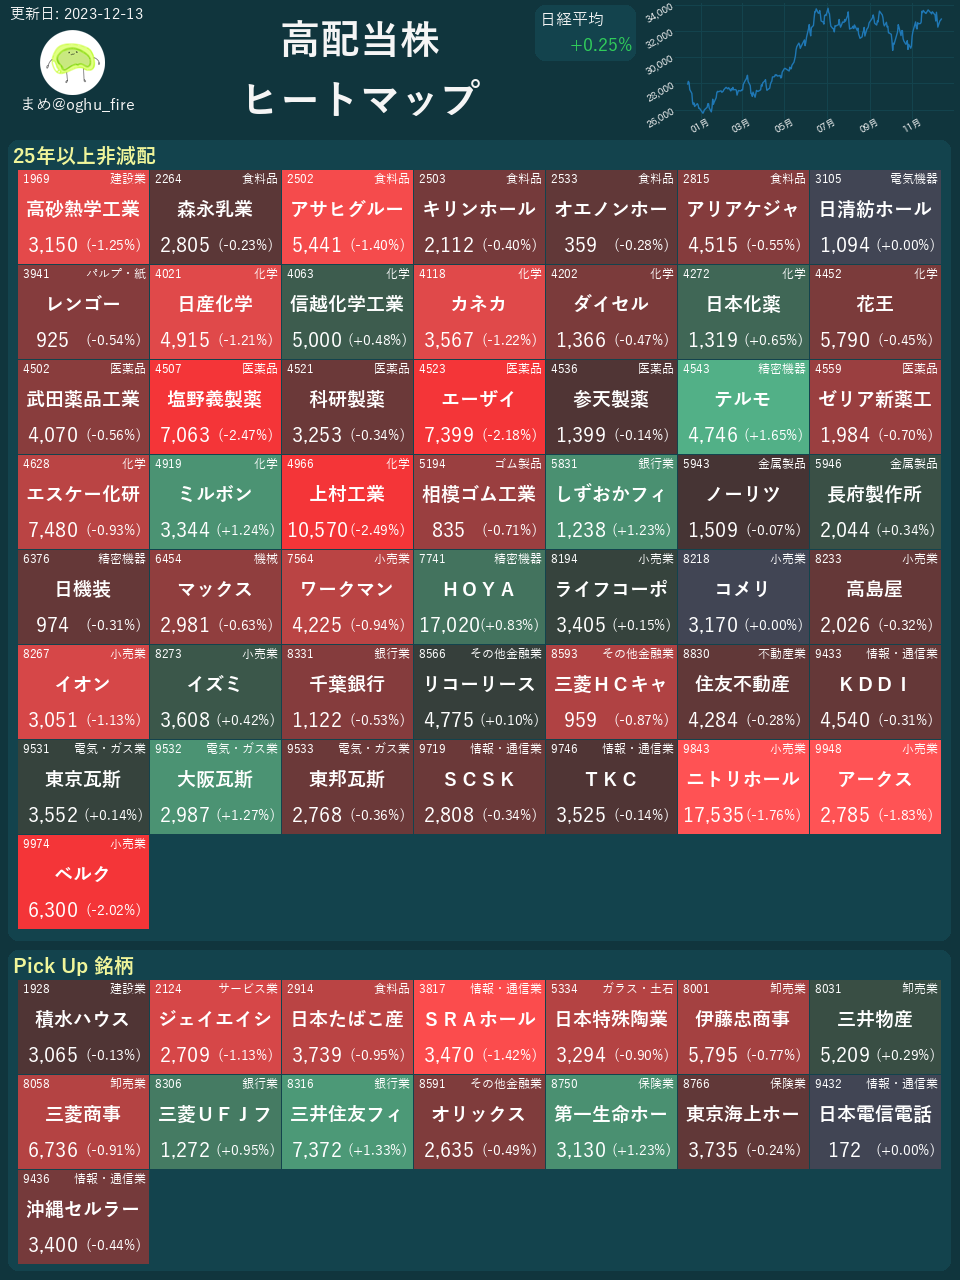 更新日: 2023-12-13
まめ@oghu_fire
高配当株
ヒートマップ
日経平均
+0.25%
34,000
32,000
30,000
28,000
26,000
01月 03月 05月 07月 09月 11月
25年以上非減配
1969 建設業 2264 食料品 2502 食料品 2503 食料品 2533 食料品 2815 食料品 3105 電気機器
高砂熱学工業 森永乳業 アサヒグルー キリンホール オエノンホー アリアケジャ 日清紡ホール
3,150 (-1.25%) 2,805 (-0.23%) 5,441 (-1.40%) 2,112 (-0.40%) 359 (-0.28%) 4,515 (-0.55%) 1,094 (+0.00%)
3941 パルプ・紙 4021 化学 4063 化学 4118 化学 4202 化学 4272 化学 4452 化学
レンゴー 日産化学 信越化学工業 カネカ ダイセル 日本化薬 花王
925 (-0.54%) 4,915 (-1.21%) 5,000 (+0.48%) 3,567 (-1.22%) 1,366 (-0.47%) 1,319 (+0.65%) 5,790 (-0.45%)
4502 医薬品 4507 医薬品 4521 医薬品 4523 医薬品 4536 医薬品 4543 精密機器 4559 医薬品
武田薬品工業 塩野義製薬 科研製薬 エーザイ 参天製薬 テルモ ゼリア新薬工
4,070 (-0.56%) 7,063 (-2.47%) 3,253 (-0.34%) 7,399 (-2.18%) 1,399 (-0.14%) 4,746 (+1.65%) 1,984 (-0.70%)
4628 化学 4919 化学 4966 化学 5194 ゴム製品 5831 銀行業 5943 金属製品 5946 金属製品
エスケー化研 ミルボン 上村工業 相模ゴム工業 しずおかフィ ノーリツ 長府製作所
7,480 (-0.93%) 3,344 (+1.24%) 10,570 (-2.49%) 835 (-0.71%) 1,238 (+1.23%) 1,509 (-0.07%) 2,044 (+0.34%)
6376 精密機器 6454 機械 7564 小売業 7741 精密機器 8194 小売業 8218 小売業 8233 小売業
日機装 マックス ワークマン ＨＯＹＡ ライフコーポ コメリ 高島屋
974 (-0.31%) 2,981 (-0.63%) 4,225 (-0.94%) 17,020 (+0.83%) 3,405 (+0.15%) 3,170 (+0.00%) 2,026 (-0.32%)
8267 小売業 8273 小売業 8331 銀行業 8566 その他金融業 8593 その他金融業 8830 不動産業 9433 情報・通信業
イオン イズミ 千葉銀行 リコーリース 三菱ＨＣキャ 住友不動産 ＫＤＤＩ
3,051 (-1.13%) 3,608 (+0.42%) 1,122 (-0.53%) 4,775 (+0.10%) 959 (-0.87%) 4,284 (-0.28%) 4,540 (-0.31%)
9531 電気・ガス業 9532 電気・ガス業 9533 電気・ガス業 9719 情報・通信業 9746 情報・通信業 9843 小売業 9948 小売業
東京瓦斯 大阪瓦斯 東邦瓦斯 ＳＣＳＫ ＴＫＣ ニトリホール アークス
3,552 (+0.14%) 2,987 (+1.27%) 2,768 (-0.36%) 2,808 (-0.34%) 3,525 (-0.14%) 17,535 (-1.76%) 2,785 (-1.83%)
9974 小売業
ベルク
6,300 (-2.02%)
Pick Up 銘柄
1928 建設業 2124 サービス業 2914 食料品 3817 情報・通信業 5334 ガラス・土石 8001 卸売業 8031 卸売業
積水ハウス ジェイエイシ 日本たばこ産 ＳＲＡホール 日本特殊陶業 伊藤忠商事 三井物産
3,065 (-0.13%) 2,709 (-1.13%) 3,739 (-0.95%) 3,470 (-1.42%) 3,294 (-0.90%) 5,795 (-0.77%) 5,209 (+0.29%)
8058 卸売業 8306 銀行業 8316 銀行業 8591 その他金融業 8750 保険業 8766 保険業 9432 情報・通信業
三菱商事 三菱ＵＦＪフ 三井住友フィ オリックス 第一生命ホー 東京海上ホー 日本電信電話
6,736 (-0.91%) 1,272 (+0.95%) 7,372 (+1.33%) 2,635 (-0.49%) 3,130 (+1.23%) 3,735 (-0.24%) 172 (+0.00%)
9436 情報・通信業
沖縄セルラー
3,400 (-0.44%)